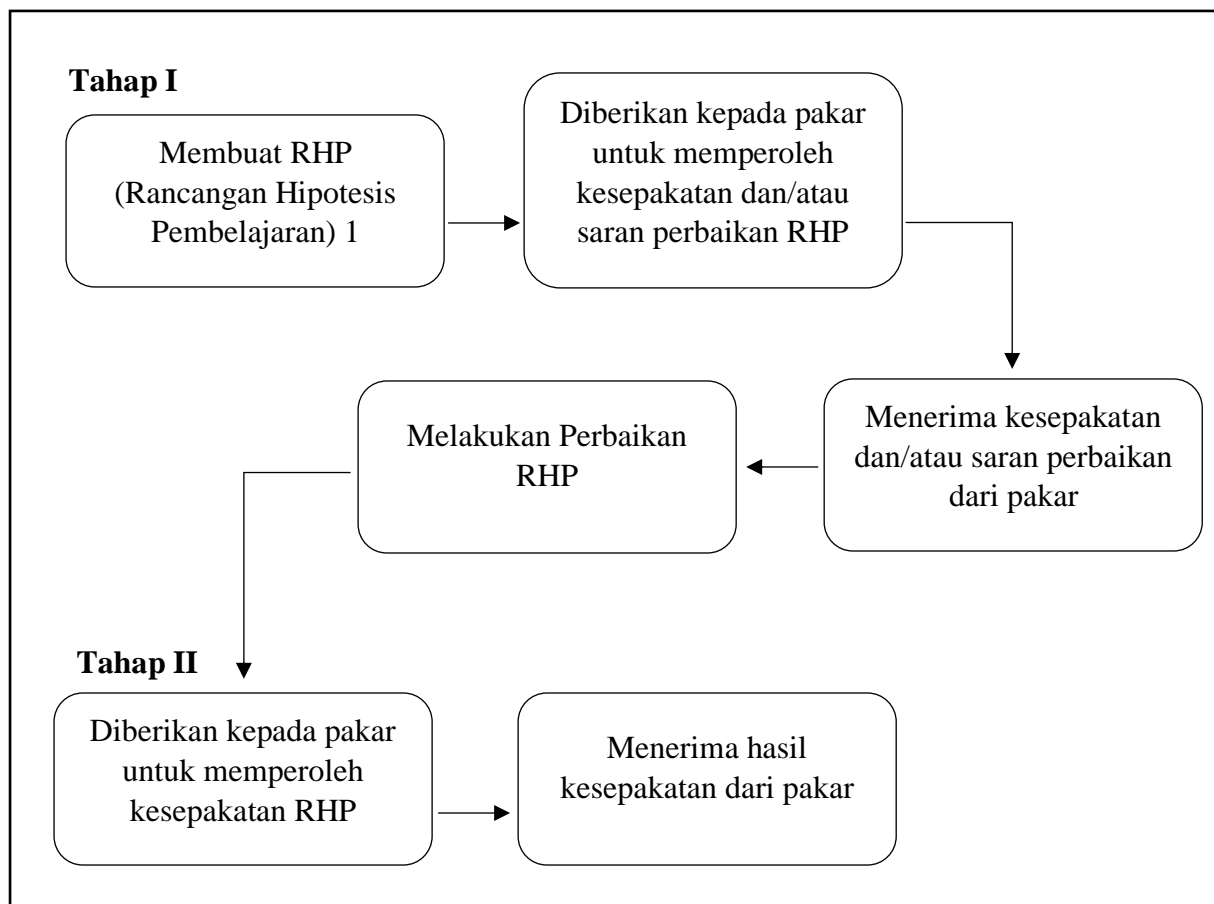 Tahap I
Membuat RHP
(Rancangan Hipotesis
Pembelajaran) 1
Diberikan kepada pakar
untuk memperoleh
kesepakatan dan/atau
saran perbaikan RHP
Menerima kesepakatan
dan/atau saran perbaikan
dari pakar
Melakukan Perbaikan
RHP
Tahap II
Diberikan kepada pakar
untuk memperoleh
kesepakatan RHP
Menerima hasil
kesepakatan dari pakar